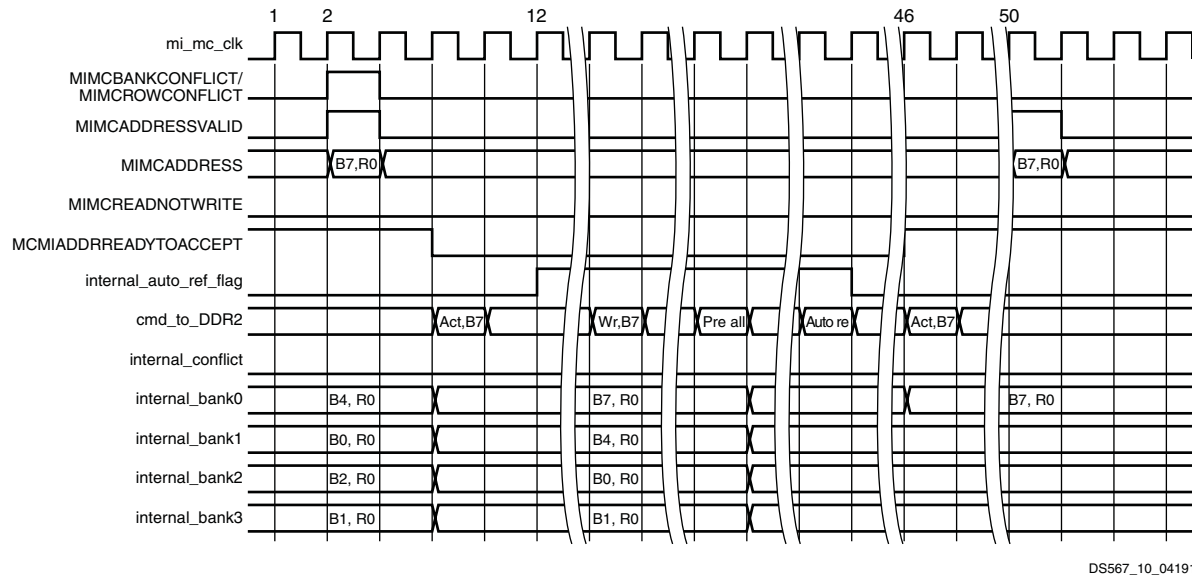 1 2 12 46 50
mi_mc_clk
MIMCBANKCONFLICT/
MIMCROWCONFLICT
MIMCADDRESSVALID
MIMCADDRESS B7,R0 B7,R0
MIMCREADNOTWRITE
MCMIADDRREADYTOACCEPT
internal_auto_ref_flag
cmd_to_DDR2 Act,B7 Wr,B7 Pre all Auto re Act,B7
internal_conflict
internal_bank0 B4, R0 B7, R0 B7, R0
internal_bank1 B0, R0 B4, R0
internal_bank2 B2, R0 B0, R0
internal_bank3 B1, R0 B1, R0
DS567_10_04191